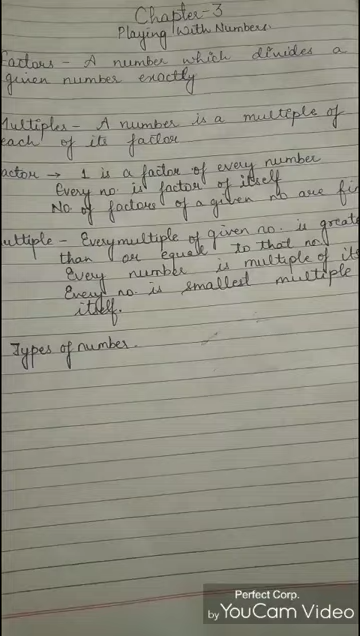 Chapter-3
Playing With Numbers.
Factors - A number which divides a
given number exactly
Multiples - A number is a multiple of
each of its factor
actor → 1 is a factor of every number
Every no. is factor of itself
No. of factors of a given no are fi
ultiple - Every multiple of given no. is greate
than or equal to that no.
Every number is multiple of its
Every no. is smallest multiple
itself.
Types of number.
Perfect Corp.
by YouCam Video